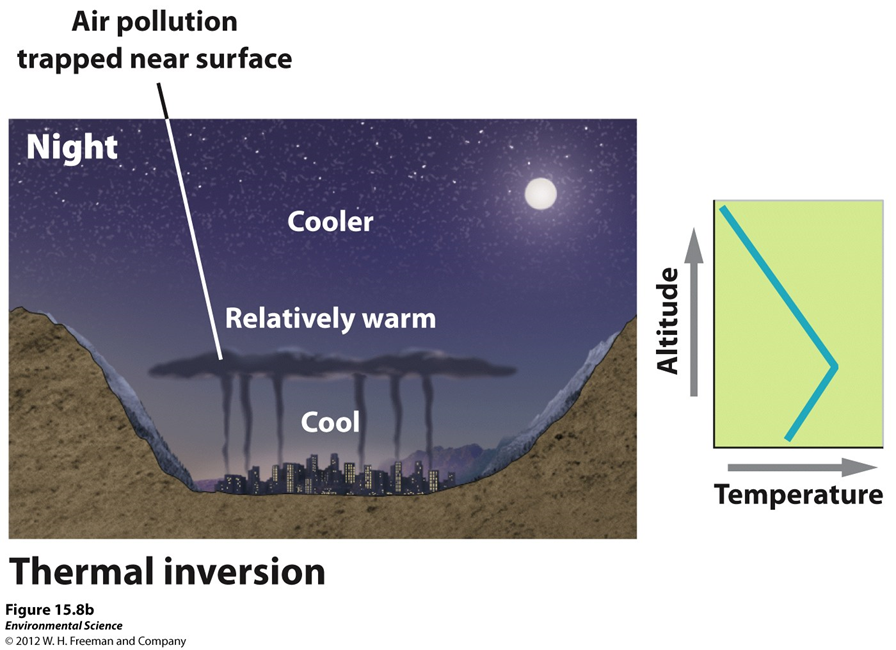 Air pollution
trapped near surface
Night
Cooler
Relatively warm
Cool
Altitude
Temperature
Thermal inversion
Figure 15.8b
Environmental Science
© 2012 W. H. Freeman and Company